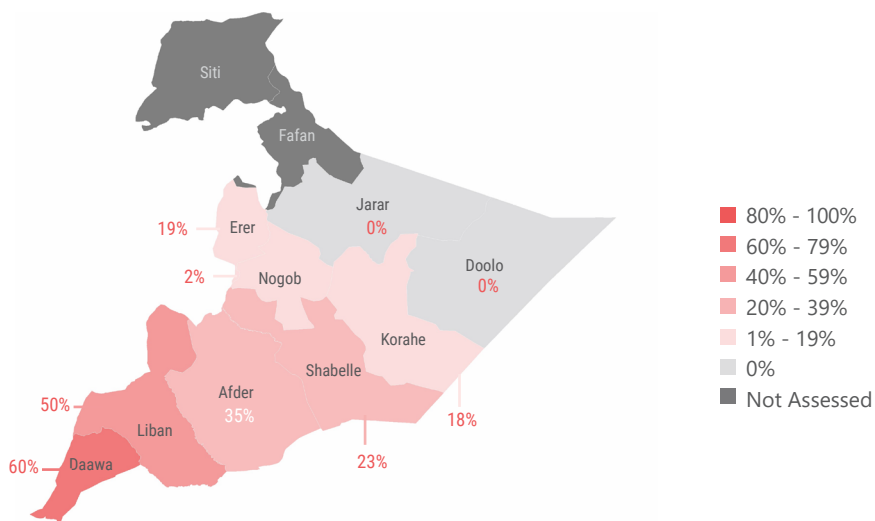 Siti
Fafan
Jarar
0%
19%
Erer
Doolo
0%
2%
Nogob
Korahe
Shabelle
Afder
35%
50%
Liban
18%
23%
60%
Daawa
80% - 100%
60% - 79%
40% - 59%
20% - 39%
1% - 19%
0%
Not Assessed